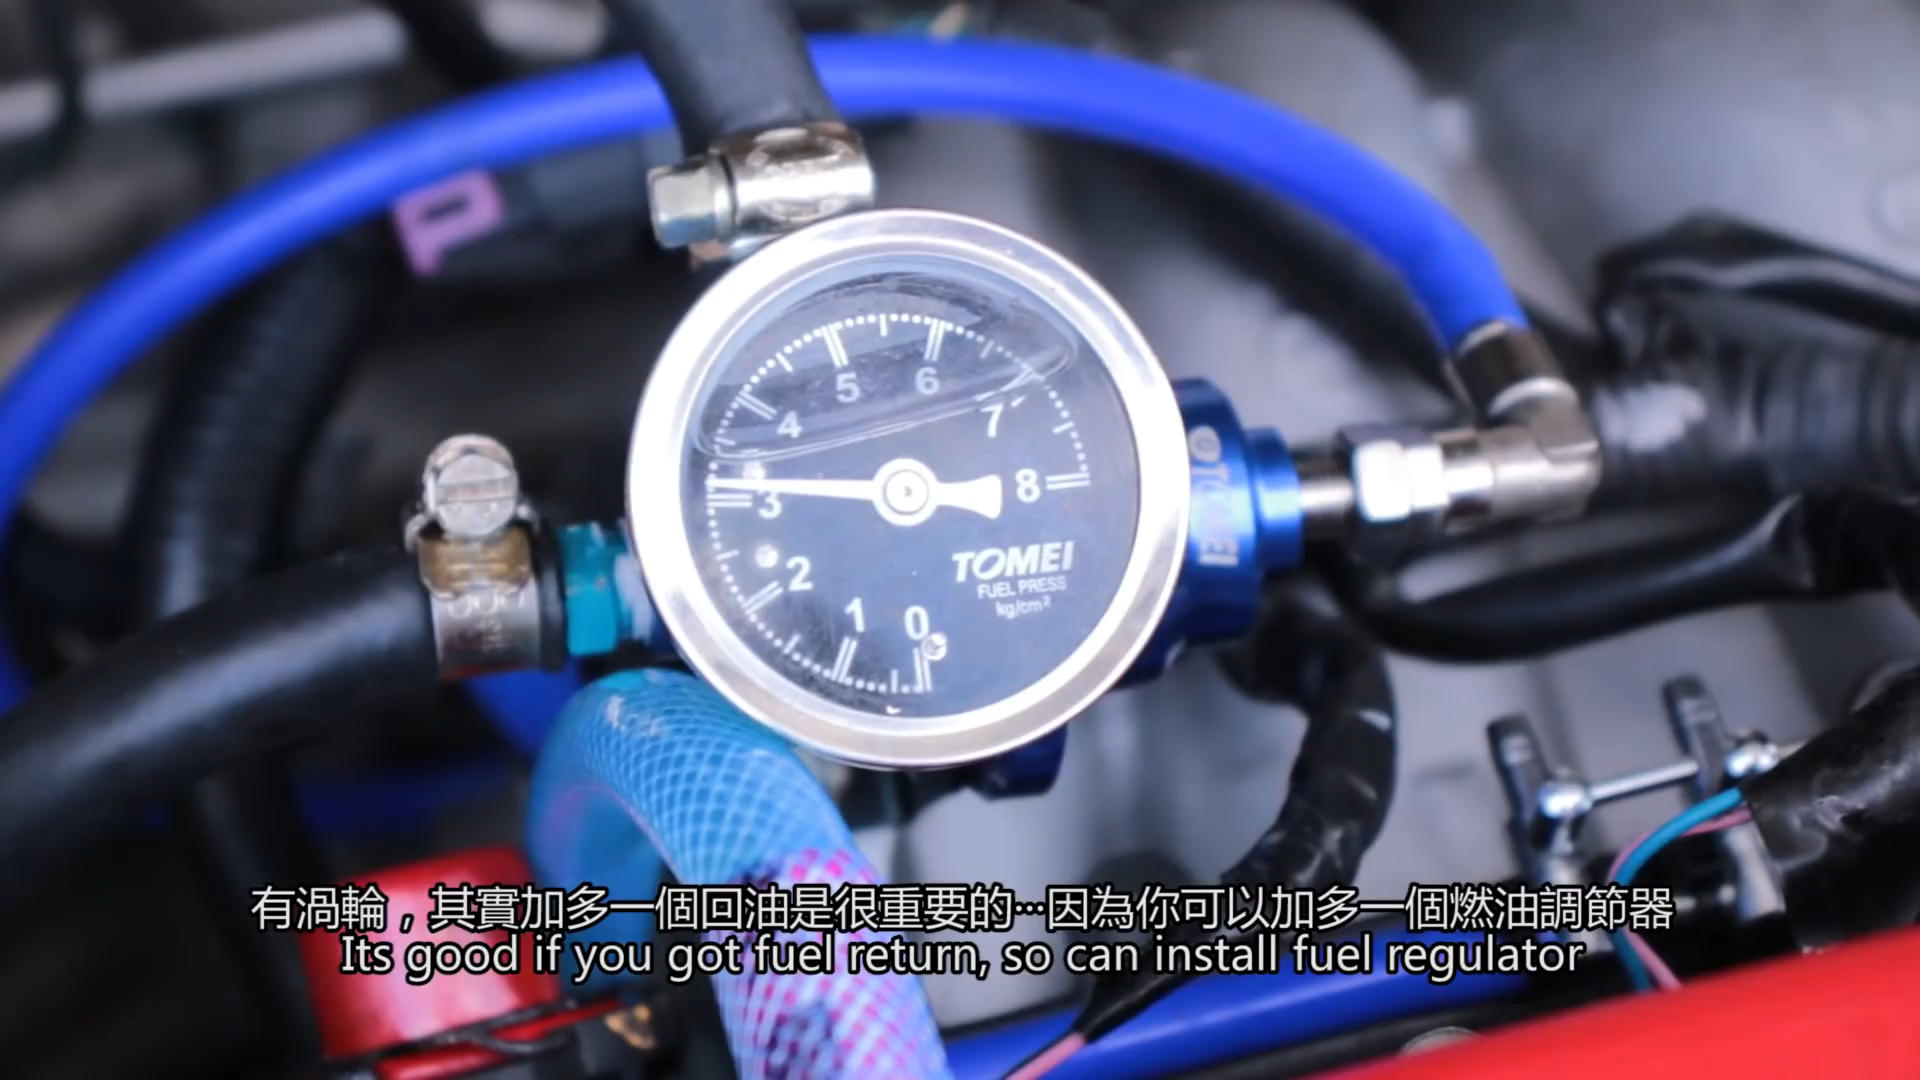 5 6
4 7
3 8
2
1 0
TOMEI
FUEL PRESS
kg/cm²
TOMEI
有渦輪，其實加多一個回油是很重要的…因為你可以加多一個燃油調節器
Its good if you got fuel return, so can install fuel regulator